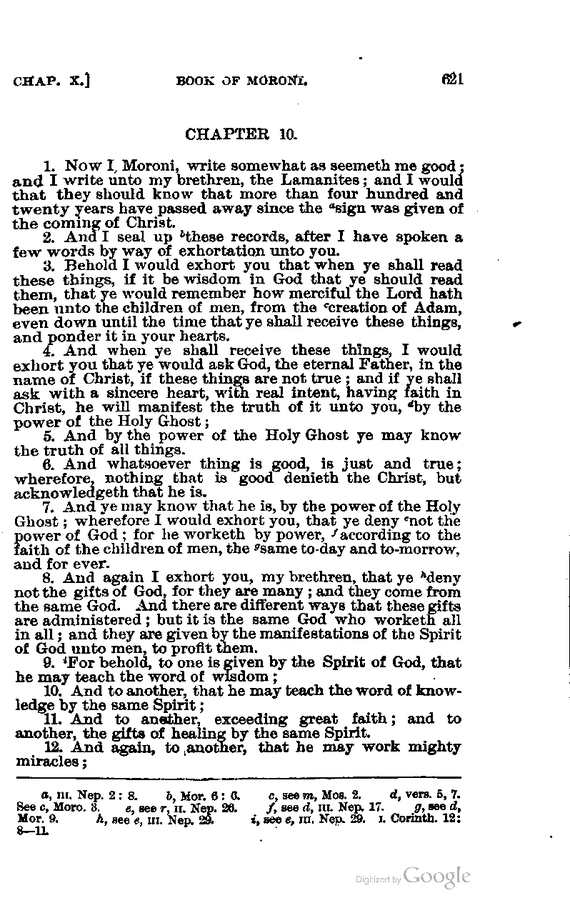 CHAP. X.] BOOK OF MORONI. 621
CHAPTER 10.
1. Now I, Moroni, write somewhat as seemeth me good;
and I write unto my brethren, the Lamanites; and I would
that they should know that more than four hundred and
twenty years have passed away since the ᵃsign was given of
the coming of Christ.
2. And I seal up ᵇthese records, after I have spoken a
few words by way of exhortation unto you.
3. Behold I would exhort you that when ye shall read
these things, if it be wisdom in God that ye should read
them, that ye would remember how merciful the Lord hath
been unto the children of men, from the ᶜcreation of Adam,
even down until the time that ye shall receive these things,
and ponder it in your hearts.
4. And when ye shall receive these things, I would
exhort you that ye would ask God, the eternal Father, in the
name of Christ, if these things are not true; and if ye shall
ask with a sincere heart, with real intent, having faith in
Christ, he will manifest the truth of it unto you, ᵈby the
power of the Holy Ghost;
5. And by the power of the Holy Ghost ye may know
the truth of all things.
6. And whatsoever thing is good, is just and true;
wherefore, nothing that is good denieth the Christ, but
acknowledgeth that he is.
7. And ye may know that he is, by the power of the Holy
Ghost; wherefore I would exhort you, that ye deny ᵉnot the
power of God; for he worketh by power, ᶠaccording to the
faith of the children of men, the ᵍsame to-day and to-morrow,
and for ever.
8. And again I exhort you, my brethren, that ye ʰdeny
not the gifts of God, for they are many; and they come from
the same God. And there are different ways that these gifts
are administered; but it is the same God who worketh all
in all; and they are given by the manifestations of the Spirit
of God unto men, to profit them.
9. ⁱFor behold, to one is given by the Spirit of God, that
he may teach the word of wisdom;
10. And to another, that he may teach the word of know-
ledge by the same Spirit;
11. And to another, exceeding great faith; and to
another, the gifts of healing by the same Spirit.
12. And again, to another, that he may work mighty
miracles;
a, III. Nep. 2: 8. b, Mor. 6: 6. c, see m, Mos. 2. d, vers. 5, 7.
See c, Moro. 3. e, see r, II. Nep. 26. f, see d, III. Nep. 17. g, see d,
Mor. 9. h, see e, III. Nep. 29. i, see e, III. Nep. 29. I. Corinth. 12:
8—11.
Digitized by Google